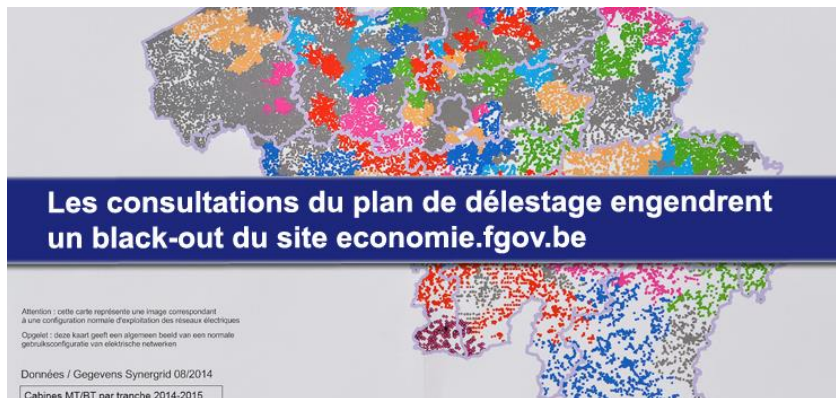 Les consultations du plan de délestage engendrent
un black-out du site economie.fgov.be
Attention : cette carte représente une image correspondant
à une configuration normale d'exploitation des réseaux électriques
Opgelet : deze kaart geeft een algemeen beeld van een normale
gebruiksconfiguratie van elektrische netwerken
Données / Gegevens Synergrid 08/2014
Cabines MT/BT par tranche 2014-2015